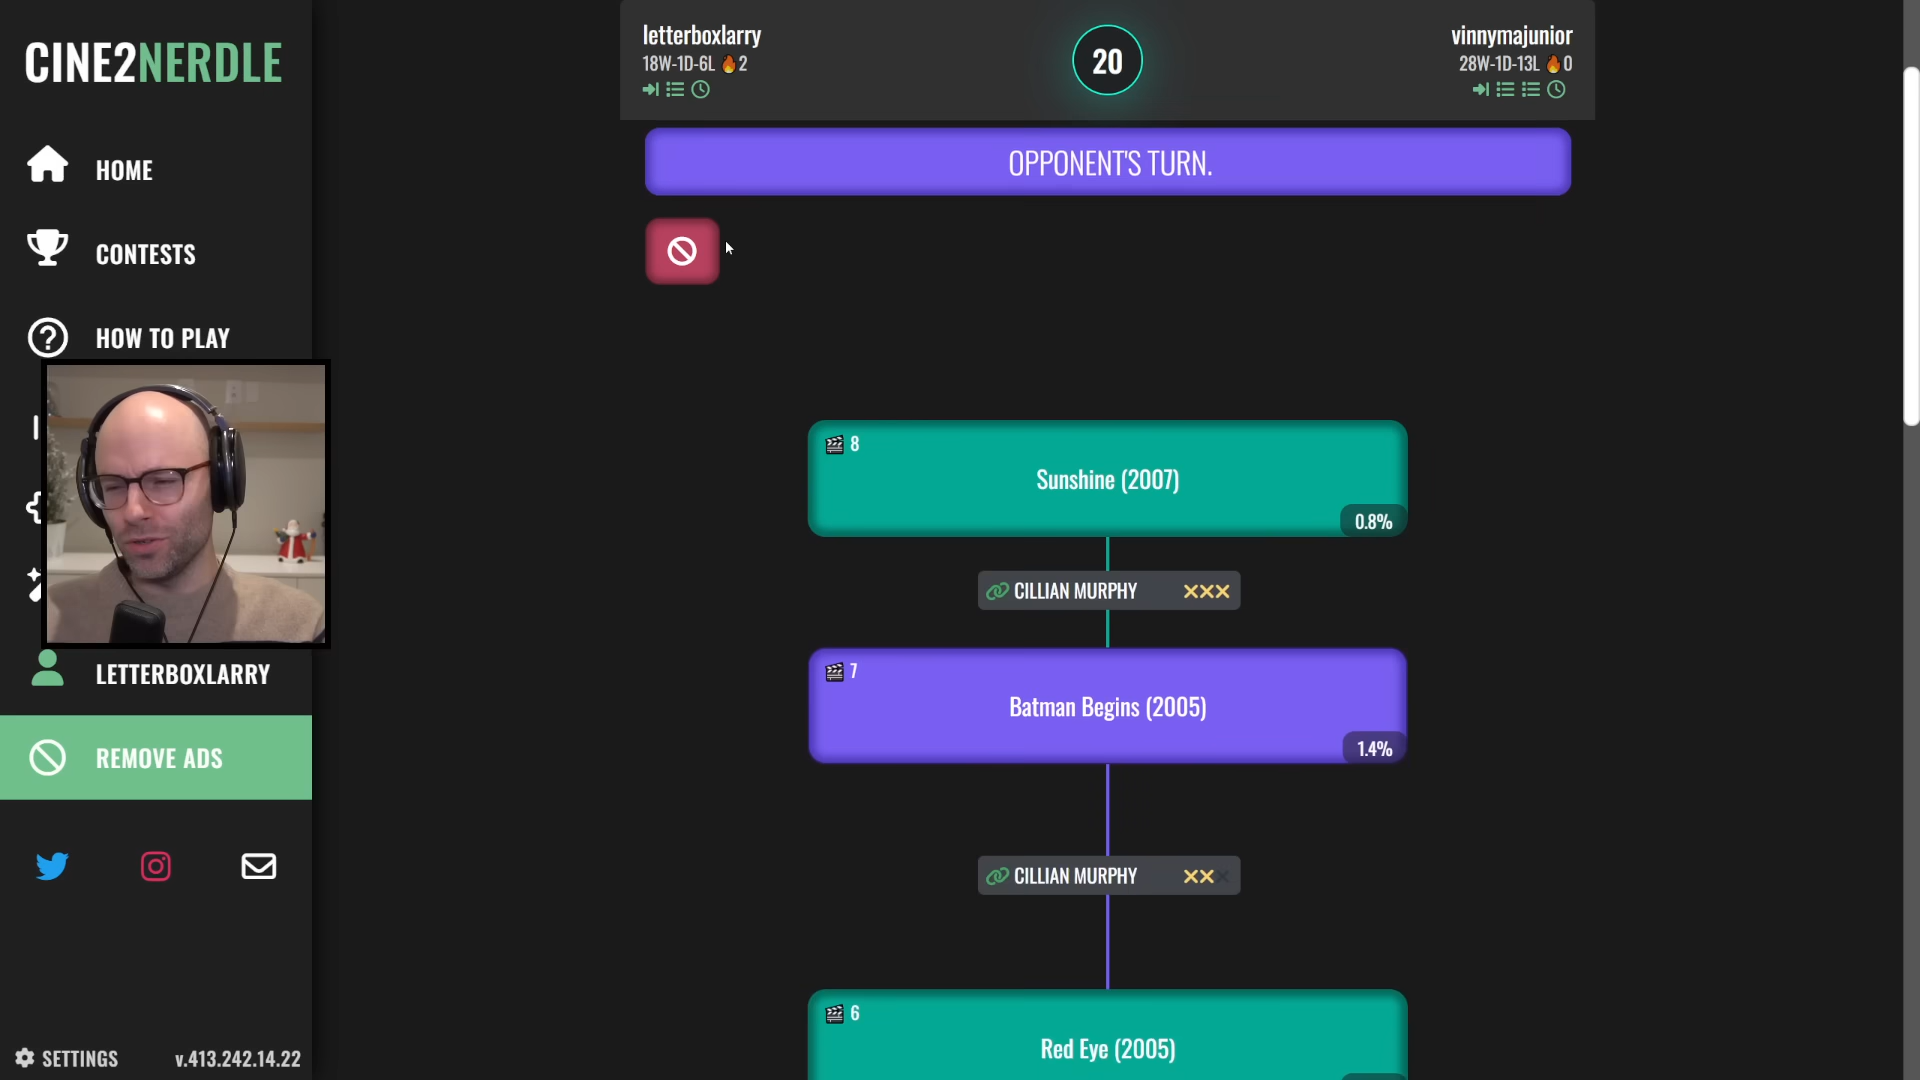 CINE2NERDLE
HOME
CONTESTS
HOW TO PLAY
LETTERBOXLARRY
REMOVE ADS
SETTINGS
v.413.242.14.22
letterboxlarry
18W-1D-6L 🔥2
20
vinnymajunior
28W-1D-13L 🔥0
OPPONENT'S TURN.
8
Sunshine (2007)
0.8%
CILLIAN MURPHY
7
Batman Begins (2005)
1.4%
CILLIAN MURPHY
6
Red Eye (2005)